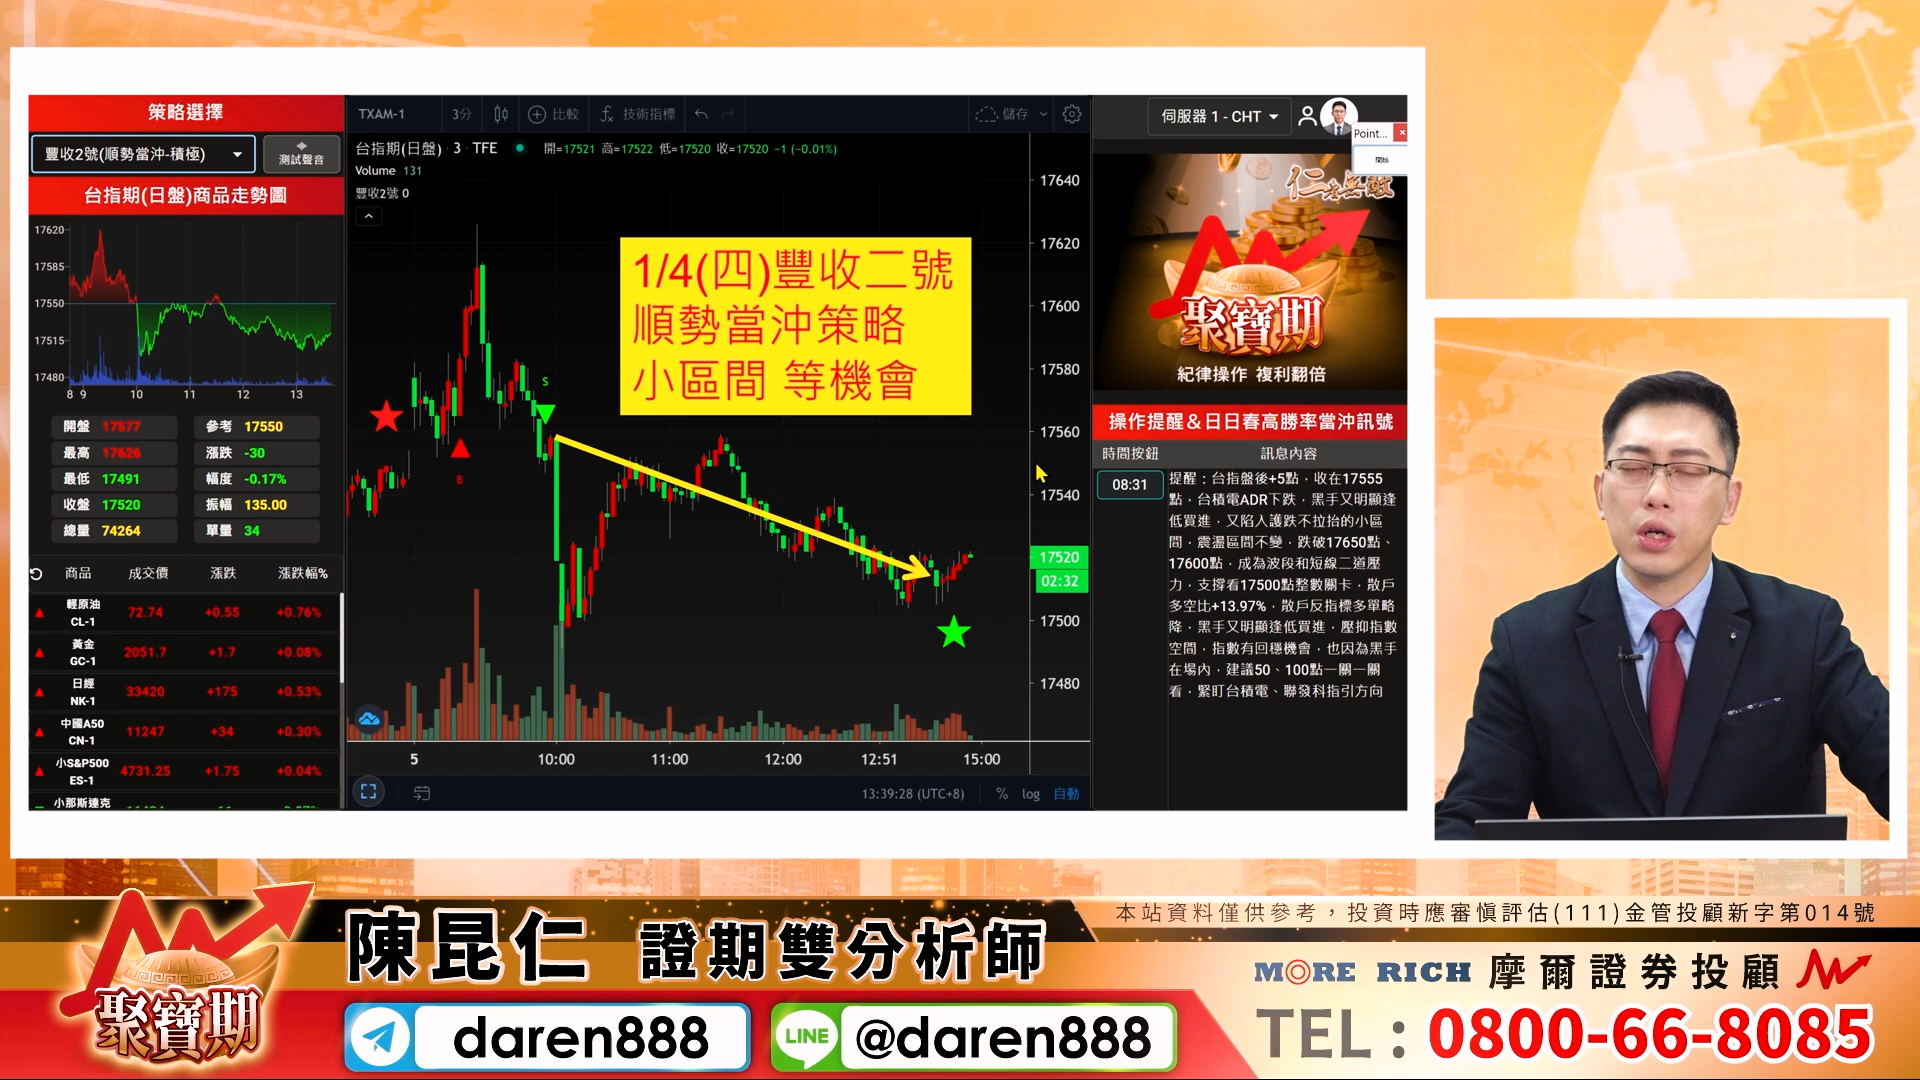 策略選擇
豐收2號(順勢當沖-積極)
測試聲音
台指期(日盤)商品走勢圖
17620
17585
17550
17515
17480
8 9 10 11 12 13
開盤 17577 參考 17550
最高 17626 漲跌 -30
最低 17491 幅度 -0.17%
收盤 17520 振幅 135.00
總量 74264 單量 34
商品 成交價 漲跌 漲跌幅%
輕原油 CL-1 72.74 +0.55 +0.76%
黃金 GC-1 2051.7 +1.7 +0.08%
日經 NK-1 33420 +175 +0.53%
中國A50 CN-1 11247 +34 +0.30%
小S&P500 ES-1 4731.25 +1.75 +0.04%
小那斯達克
TXAM-1 3分 比較 技術指標 儲存
台指期(日盤) · 3 · TFE 開=17521 高=17522 低=17520 收=17520 -1 (-0.01%)
Volume 131
豐收2號 0
1/4(四)豐收二號
順勢當沖策略
小區間 等機會
S
B
17640
17620
17600
17580
17560
17540
17520
02:32
17500
17480
5 10:00 11:00 12:00 12:51 15:00
13:39:28 (UTC+8) % log 自動
伺服器 1 - CHT
Point...
開始
仁者無敵
聚寶期
紀律操作 複利翻倍
操作提醒&日日春高勝率當沖訊號
時間按鈕 訊息內容
08:31
提醒：台指盤後+5點，收在17555
點，台積電ADR下跌，黑手又明顯逢
低買進，又陷入護跌不拉抬的小區
間，震盪區間不變，跌破17650點、
17600點，成為波段和短線二道壓
力，支撐看17500點整數關卡，散戶
多空比+13.97%，散戶反指標多單略
降，黑手又明顯逢低買進，壓抑指數
空間，指數有回穩機會，也因為黑手
在場內，建議50、100點一關一關
看，緊盯台積電、聯發科指引方向
聚寶期
陳昆仁 證期雙分析師
daren888
LINE
@daren888
本站資料僅供參考，投資時應審慎評估(111)金管投顧新字第014號
MORE RICH 摩爾證券投顧
TEL：0800-66-8085